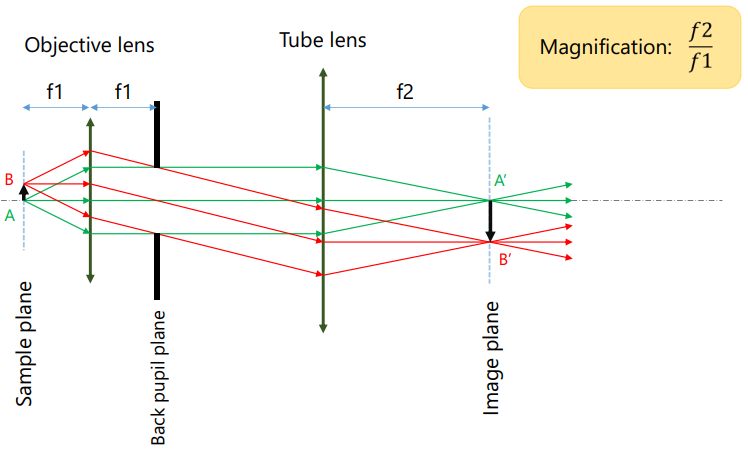 Objective lens
Tube lens
Magnification: f2/f1
f1
f1
f2
B
A
A’
B’
Sample plane
Back pupil plane
Image plane